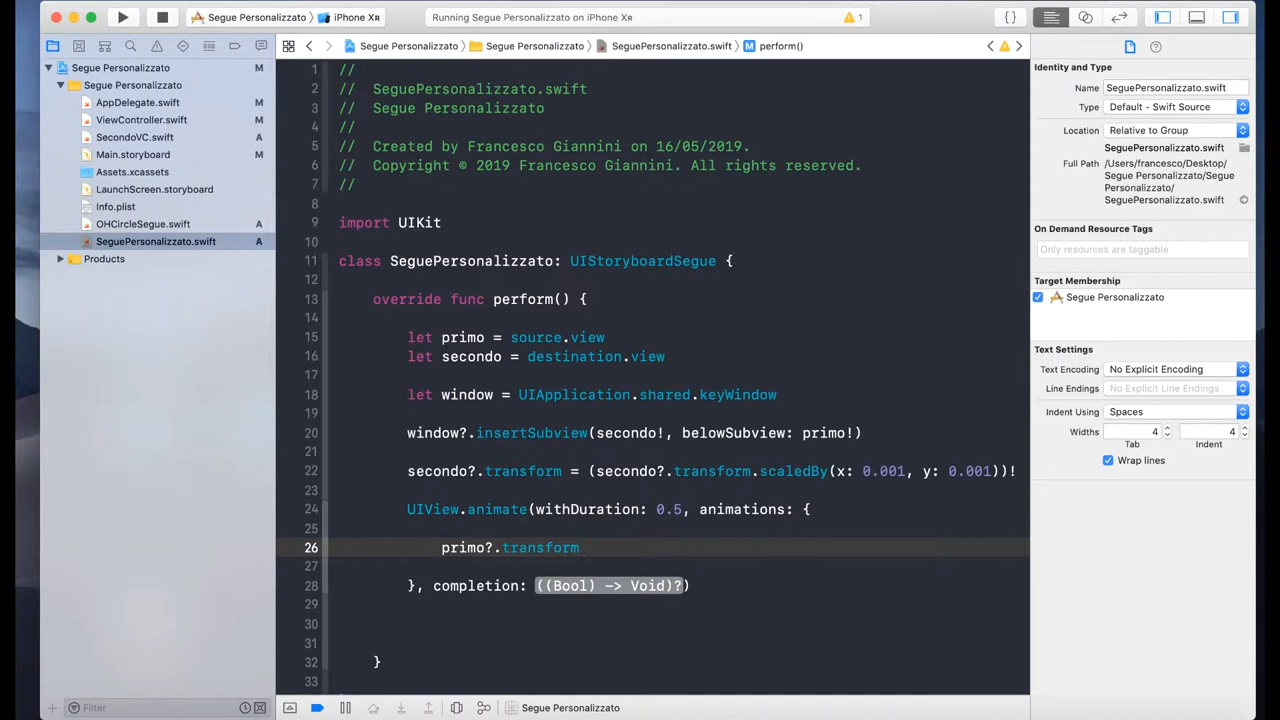 Segue Personalizzato
iPhone Xʀ
Running Segue Personalizzato on iPhone Xʀ
1
Segue Personalizzato
Segue Personalizzato
SeguePersonalizzato.swift
M
perform()
Segue Personalizzato
M
Segue Personalizzato
AppDelegate.swift
M
ViewController.swift
M
SecondoVC.swift
A
Main.storyboard
M
Assets.xcassets
LaunchScreen.storyboard
Info.plist
OHCircleSegue.swift
A
SeguePersonalizzato.swift
A
Products
Filter
1 //
2 //  SeguePersonalizzato.swift
3 //  Segue Personalizzato
4 //
5 //  Created by Francesco Giannini on 16/05/2019.
6 //  Copyright © 2019 Francesco Giannini. All rights reserved.
7 //
8
9 import UIKit
10
11 class SeguePersonalizzato: UIStoryboardSegue {
12
13     override func perform() {
14
15         let primo = source.view
16         let secondo = destination.view
17
18         let window = UIApplication.shared.keyWindow
19
20         window?.insertSubview(secondo!, belowSubview: primo!)
21
22         secondo?.transform = (secondo?.transform.scaledBy(x: 0.001, y: 0.001))!
23
24         UIView.animate(withDuration: 0.5, animations: {
25
26             primo?.transform
27
28         }, completion: ((Bool) -> Void)?)
29
30
31
32     }
33
Segue Personalizzato
Identity and Type
Name SeguePersonalizzato.swift
Type Default - Swift Source
Location Relative to Group
SeguePersonalizzato.swift
Full Path /Users/francesco/Desktop/
Segue Personalizzato/Segue
Personalizzato/
SeguePersonalizzato.swift
On Demand Resource Tags
Only resources are taggable
Target Membership
Segue Personalizzato
Text Settings
Text Encoding No Explicit Encoding
Line Endings No Explicit Line Endings
Indent Using Spaces
Widths 4 4
Tab Indent
Wrap lines